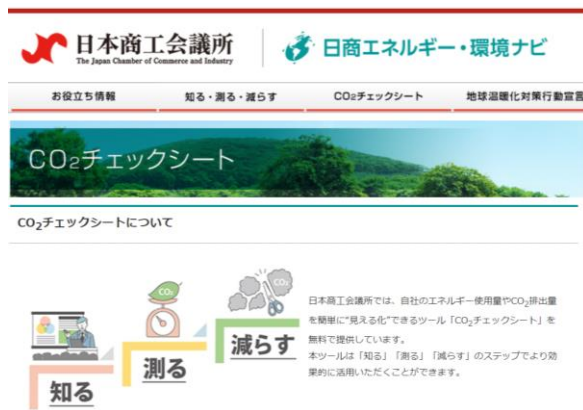 日本商工会議所
The Japan Chamber of Commerce and Industry
日商エネルギー・環境ナビ
お役立ち情報
知る・測る・減らす
CO2チェックシート
地球温暖化対策行動宣言
CO2チェックシート
CO2チェックシートについて
CO2
CO2
知る
測る
減らす
日本商工会議所では、自社のエネルギー使用量やCO2排出量
を簡単に“見える化”できるツール「CO2チェックシート」を
無料で提供しています。
本ツールは「知る」「測る」「減らす」のステップでより効
果的に活用いただくことができます。